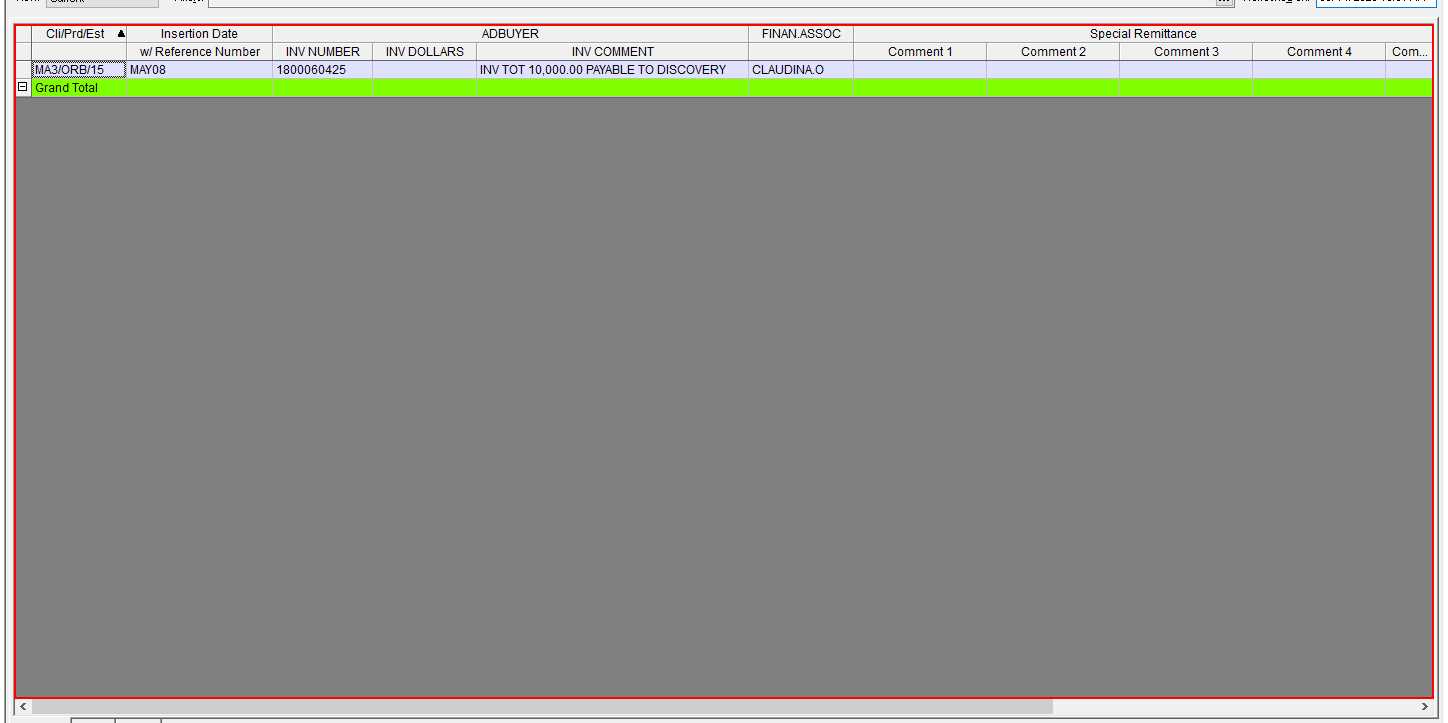 Cli/Prd/Est Insertion Date ADBUYER FINAN.ASSOC Special Remittance
w/ Reference Number INV NUMBER INV DOLLARS INV COMMENT Comment 1 Comment 2 Comment 3 Comment 4 Com...
MA3/ORB/15 MAY08 1800060425 INV TOT 10,000.00 PAYABLE TO DISCOVERY CLAUDINA.O
Grand Total